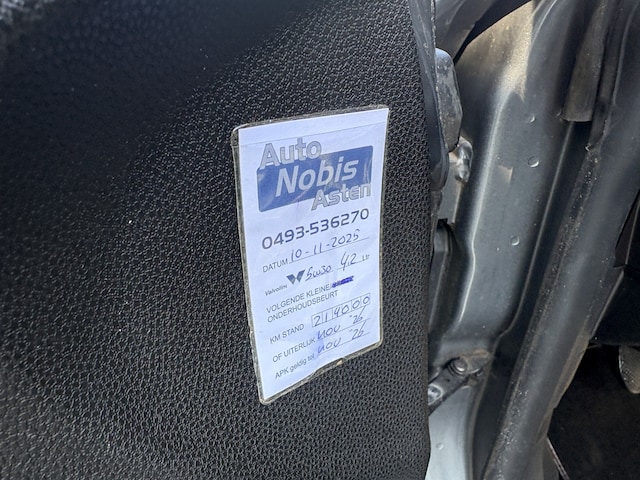 Auto
Nobis
Asten
0493-536270
DATUM 10-11-2025
Valvoline 5w30 4.2 Ltr
VOLGENDE KLEINE/
ONDERHOUDSBEURT
KM STAND 214000
OF UITERLIJK NOV '26
APK geldig tot NOV '26